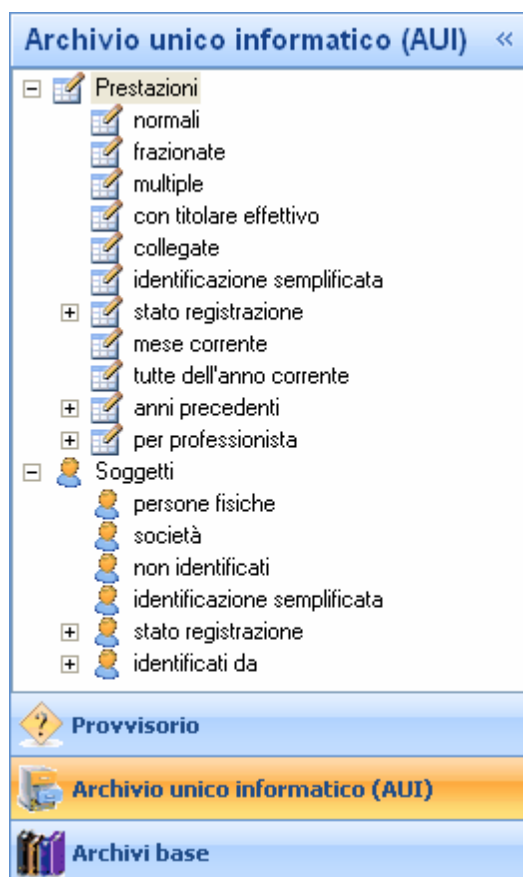 Archivio unico informatico (AUI) «
Prestazioni
normali
frazionate
multiple
con titolare effettivo
collegate
identificazione semplificata
stato registrazione
mese corrente
tutte dell'anno corrente
anni precedenti
per professionista
Soggetti
persone fisiche
società
non identificati
identificazione semplificata
stato registrazione
identificati da
Provvisorio
Archivio unico informatico (AUI)
Archivi base